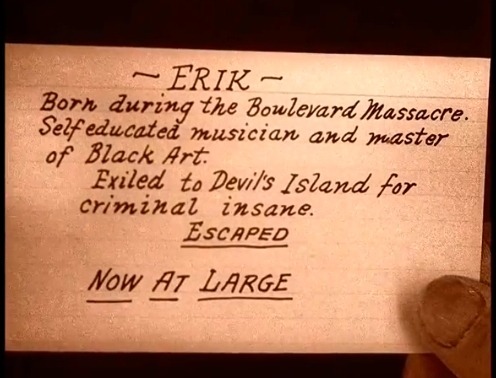 ~ ERIK ~
Born during the Boulevard Massacre.
Self educated musician and master
of Black Art.
Exiled to Devil's Island for
criminal insane.
ESCAPED
NOW AT LARGE